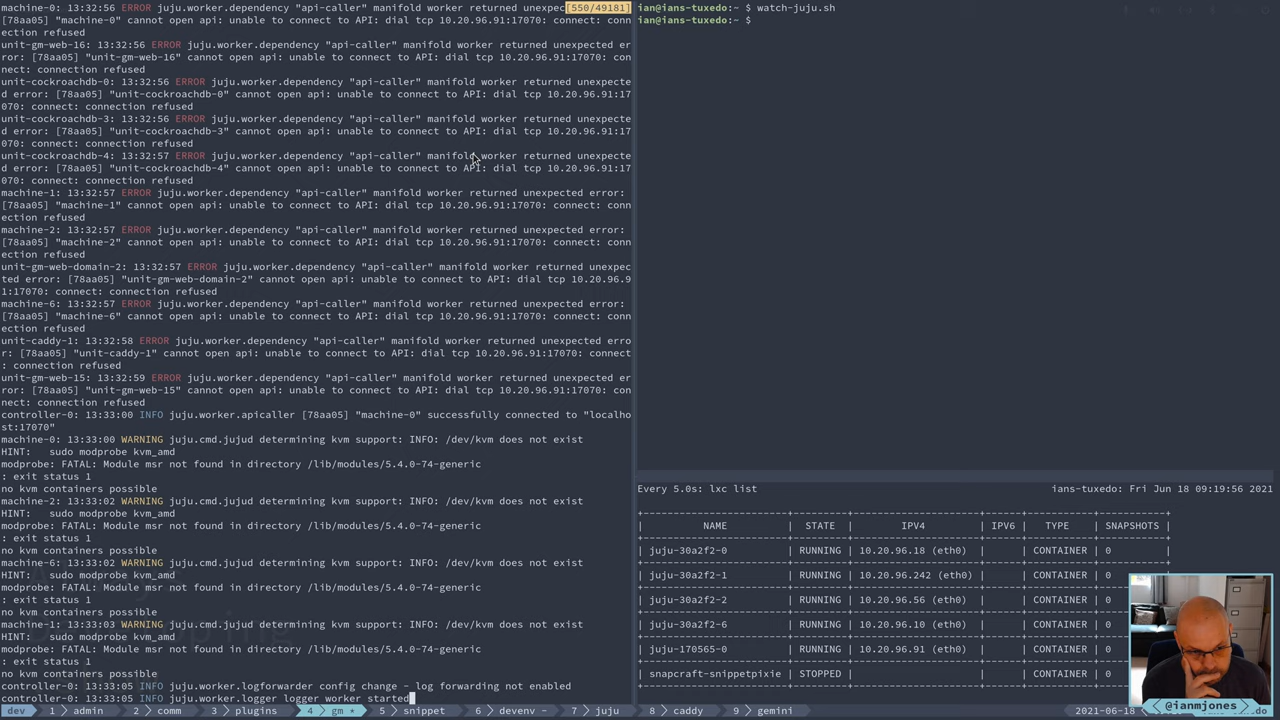 machine-0: 13:32:56 ERROR juju.worker.dependency "api-caller" manifold worker returned unexpec[550/49181]
[78aa05] "machine-0" cannot open api: unable to connect to API: dial tcp 10.20.96.91:17070: connect: conn
ection refused
unit-gm-web-16: 13:32:56 ERROR juju.worker.dependency "api-caller" manifold worker returned unexpected er
ror: [78aa05] "unit-gm-web-16" cannot open api: unable to connect to API: dial tcp 10.20.96.91:17070: con
nect: connection refused
unit-cockroachdb-0: 13:32:56 ERROR juju.worker.dependency "api-caller" manifold worker returned unexpecte
d error: [78aa05] "unit-cockroachdb-0" cannot open api: unable to connect to API: dial tcp 10.20.96.91:17
070: connect: connection refused
unit-cockroachdb-3: 13:32:56 ERROR juju.worker.dependency "api-caller" manifold worker returned unexpecte
d error: [78aa05] "unit-cockroachdb-3" cannot open api: unable to connect to API: dial tcp 10.20.96.91:17
070: connect: connection refused
unit-cockroachdb-4: 13:32:57 ERROR juju.worker.dependency "api-caller" manifold worker returned unexpecte
d error: [78aa05] "unit-cockroachdb-4" cannot open api: unable to connect to API: dial tcp 10.20.96.91:17
070: connect: connection refused
machine-1: 13:32:57 ERROR juju.worker.dependency "api-caller" manifold worker returned unexpected error:
[78aa05] "machine-1" cannot open api: unable to connect to API: dial tcp 10.20.96.91:17070: connect: conn
ection refused
machine-2: 13:32:57 ERROR juju.worker.dependency "api-caller" manifold worker returned unexpected error:
[78aa05] "machine-2" cannot open api: unable to connect to API: dial tcp 10.20.96.91:17070: connect: conn
ection refused
unit-gm-web-domain-2: 13:32:57 ERROR juju.worker.dependency "api-caller" manifold worker returned unexpec
ted error: [78aa05] "unit-gm-web-domain-2" cannot open api: unable to connect to API: dial tcp 10.20.96.9
1:17070: connect: connection refused
machine-6: 13:32:57 ERROR juju.worker.dependency "api-caller" manifold worker returned unexpected error:
[78aa05] "machine-6" cannot open api: unable to connect to API: dial tcp 10.20.96.91:17070: connect: conn
ection refused
unit-caddy-1: 13:32:58 ERROR juju.worker.dependency "api-caller" manifold worker returned unexpected erro
r: [78aa05] "unit-caddy-1" cannot open api: unable to connect to API: dial tcp 10.20.96.91:17070: connect
: connection refused
unit-gm-web-15: 13:32:59 ERROR juju.worker.dependency "api-caller" manifold worker returned unexpected er
ror: [78aa05] "unit-gm-web-15" cannot open api: unable to connect to API: dial tcp 10.20.96.91:17070: con
nect: connection refused
controller-0: 13:33:00 INFO juju.worker.apicaller [78aa05] "machine-0" successfully connected to "localho
st:17070"
machine-0: 13:33:00 WARNING juju.cmd.jujud determining kvm support: INFO: /dev/kvm does not exist
HINT:   sudo modprobe kvm_amd
modprobe: FATAL: Module msr not found in directory /lib/modules/5.4.0-74-generic
: exit status 1
no kvm containers possible
machine-2: 13:33:02 WARNING juju.cmd.jujud determining kvm support: INFO: /dev/kvm does not exist
HINT:   sudo modprobe kvm_amd
modprobe: FATAL: Module msr not found in directory /lib/modules/5.4.0-74-generic
: exit status 1
no kvm containers possible
machine-6: 13:33:02 WARNING juju.cmd.jujud determining kvm support: INFO: /dev/kvm does not exist
HINT:   sudo modprobe kvm_amd
modprobe: FATAL: Module msr not found in directory /lib/modules/5.4.0-74-generic
: exit status 1
no kvm containers possible
machine-1: 13:33:03 WARNING juju.cmd.jujud determining kvm support: INFO: /dev/kvm does not exist
HINT:   sudo modprobe kvm_amd
modprobe: FATAL: Module msr not found in directory /lib/modules/5.4.0-74-generic
: exit status 1
no kvm containers possible
controller-0: 13:33:05 INFO juju.worker.logforwarder config change - log forwarding not enabled
controller-0: 13:33:05 INFO juju.worker.logger logger worker started
ian@ians-tuxedo:~ $ watch-juju.sh
ian@ians-tuxedo:~ $
Every 5.0s: lxc list ians-tuxedo: Fri Jun 18 09:19:56 2021
| NAME | STATE | IPV4 | IPV6 | TYPE | SNAPSHOTS |
| juju-30a2f2-0 | RUNNING | 10.20.96.18 (eth0) | | CONTAINER | 0 |
| juju-30a2f2-1 | RUNNING | 10.20.96.242 (eth0) | | CONTAINER | 0
| juju-30a2f2-2 | RUNNING | 10.20.96.56 (eth0) | | CONTAINER | 0
| juju-30a2f2-6 | RUNNING | 10.20.96.10 (eth0) | | CONTAINER | 0
| juju-170565-0 | RUNNING | 10.20.96.91 (eth0) | | CONTAINER | 0
| snapcraft-snippetpixie | STOPPED | | | CONTAINER | 0
dev 1 admin 2 comm 3 plugins 4 gm * 5 snippet 6 devenv - 7 juju 8 caddy 9 gemini 2021-06-18
@ianmjones